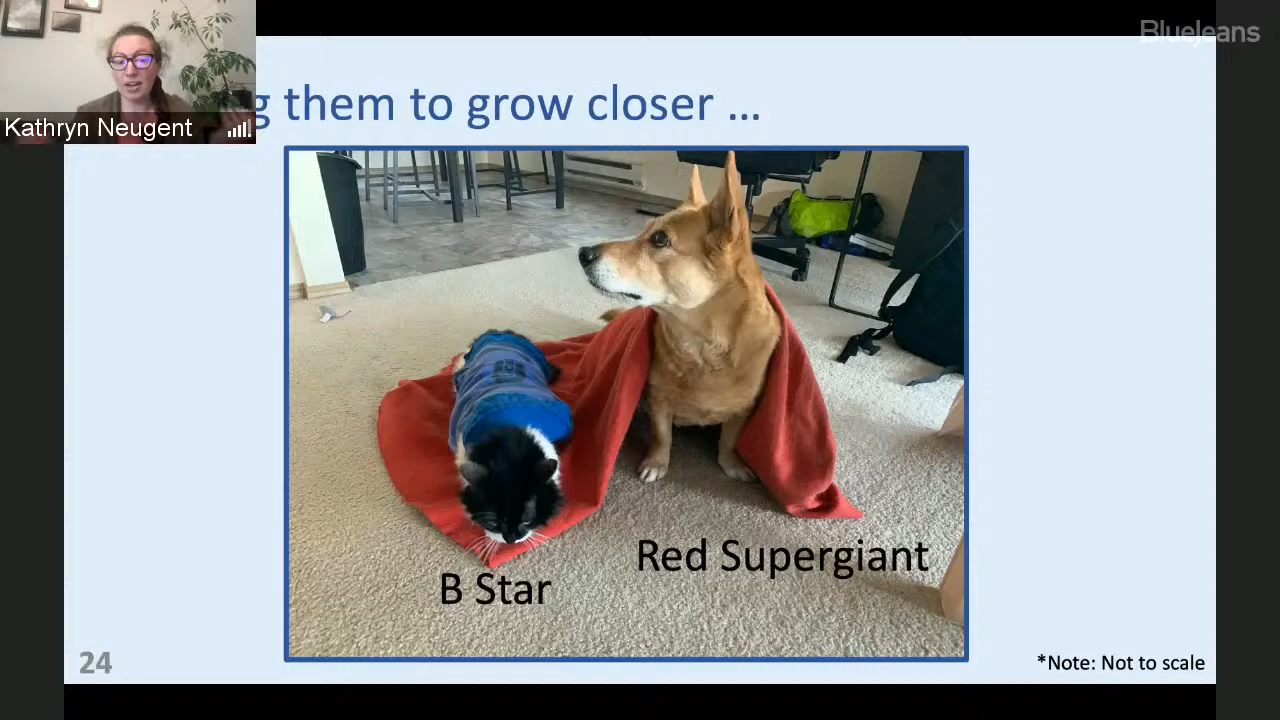 BlueJeans
g them to grow closer ...
Kathryn Neugent
Red Supergiant
B Star
24
*Note: Not to scale